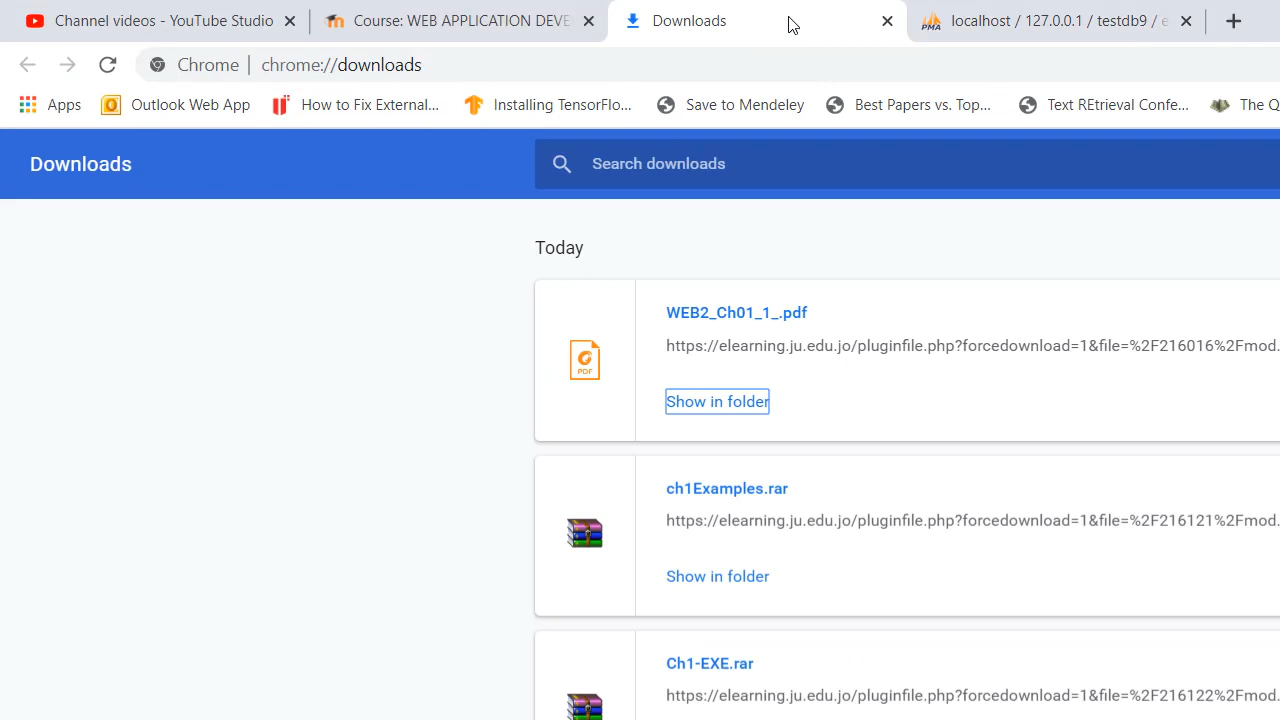 Channel videos - YouTube Studio
Course: WEB APPLICATION DEVE
Downloads
localhost / 127.0.0.1 / testdb9 / e
Chrome | chrome://downloads
Apps
Outlook Web App
How to Fix External...
Installing TensorFlo...
Save to Mendeley
Best Papers vs. Top...
Text REtrieval Confe...
The Q
Downloads
Search downloads
Today
PDF
WEB2_Ch01_1_.pdf
https://elearning.ju.edu.jo/pluginfile.php?forcedownload=1&file=%2F216016%2Fmod.
Show in folder
ch1Examples.rar
https://elearning.ju.edu.jo/pluginfile.php?forcedownload=1&file=%2F216121%2Fmod.
Show in folder
Ch1-EXE.rar
https://elearning.ju.edu.jo/pluginfile.php?forcedownload=1&file=%2F216122%2Fmod.